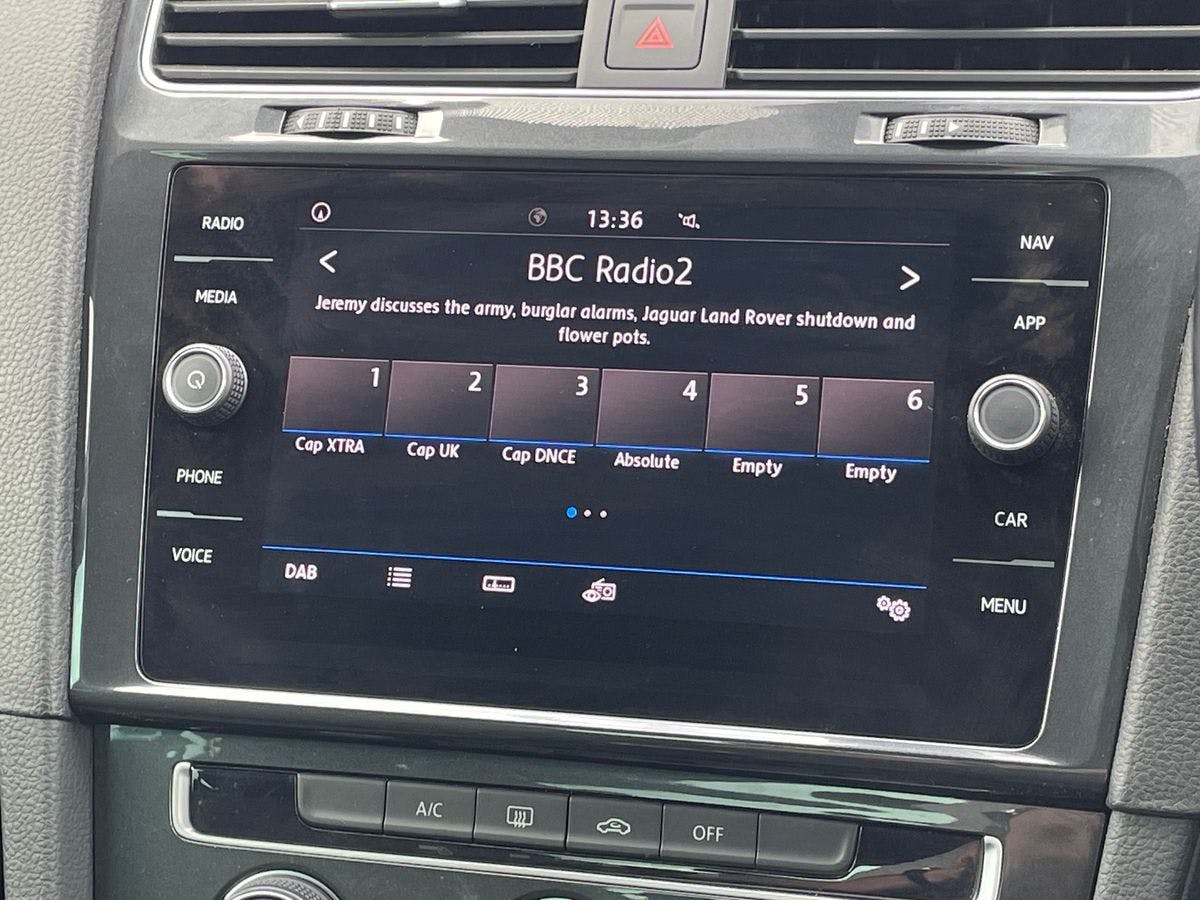 RADIO
MEDIA
PHONE
VOICE
13:36
BBC Radio2
Jeremy discusses the army, burglar alarms, Jaguar Land Rover shutdown and
flower pots.
1 2 3 4 5 6
Cap XTRA Cap UK Cap DNCE Absolute Empty Empty
DAB
NAV
APP
CAR
MENU
A/C OFF